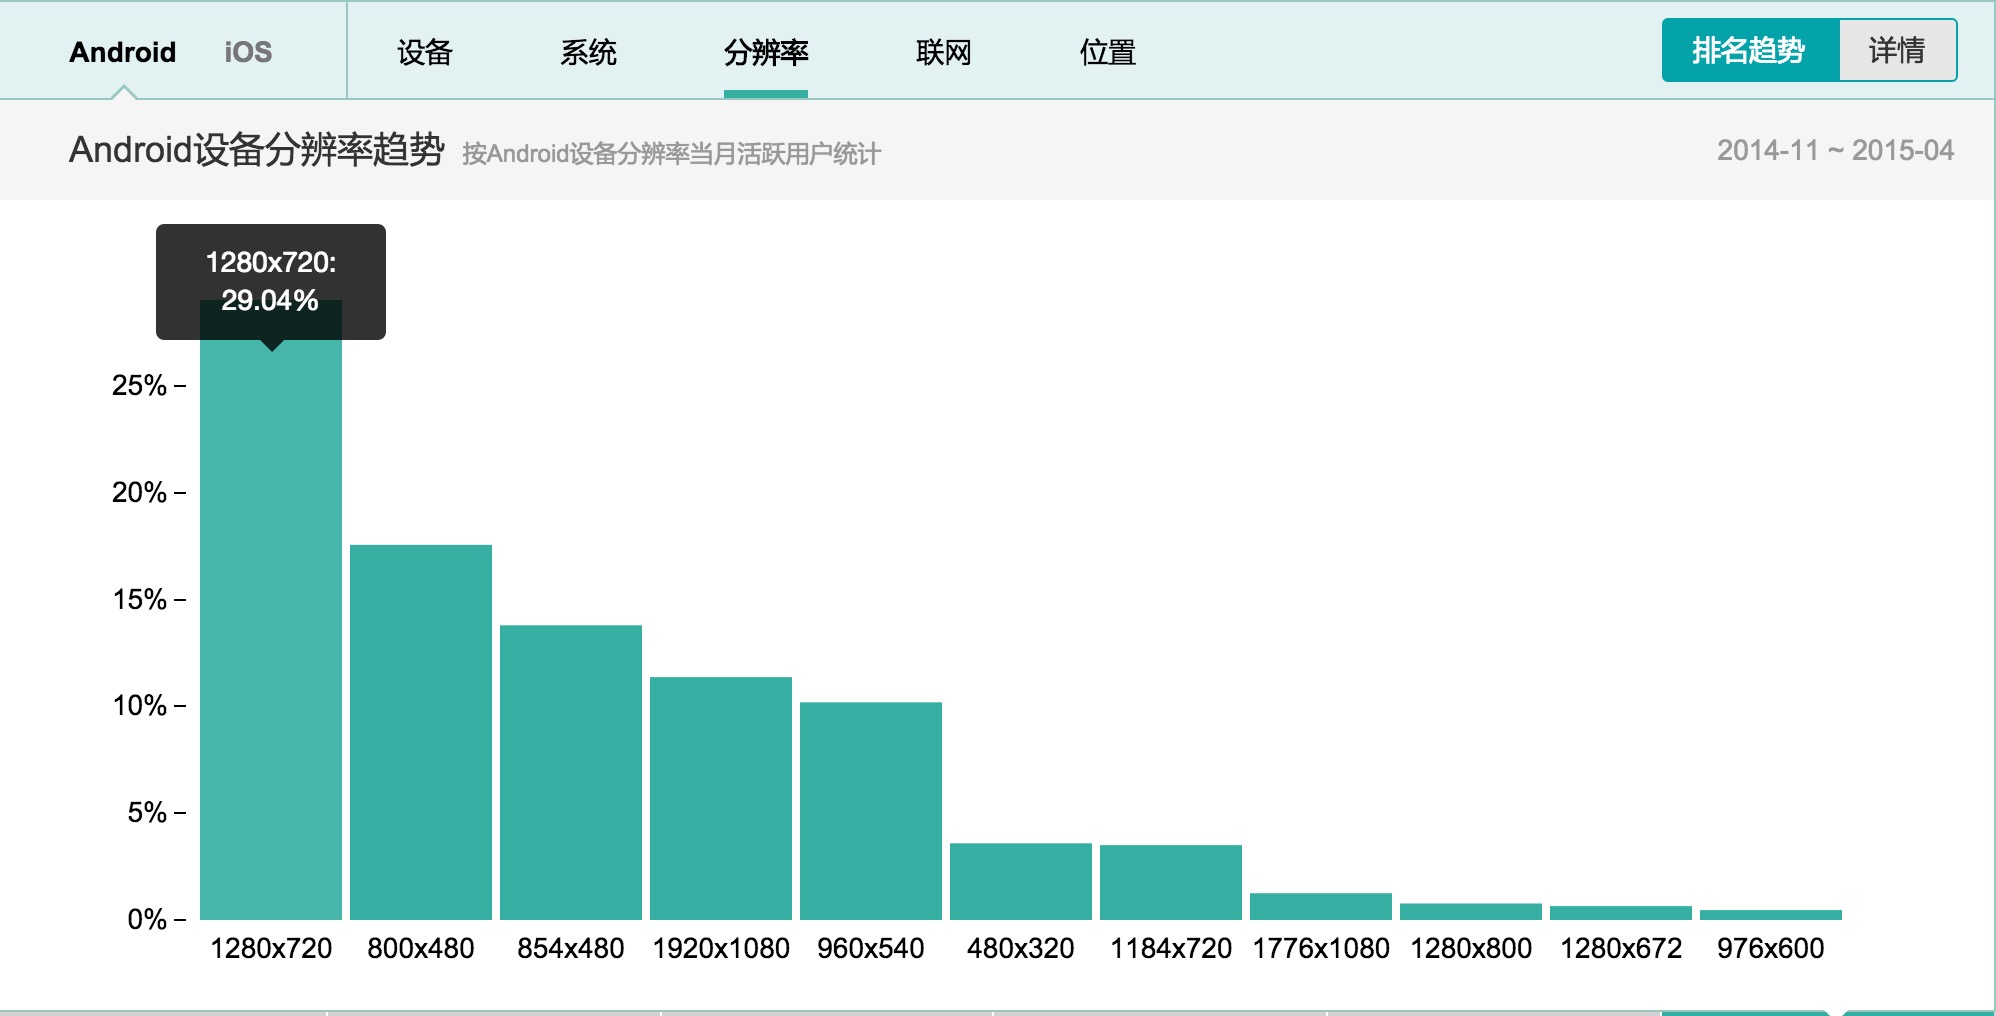 Android iOS 设备 系统 分辨率 联网 位置 排名趋势 详情
Android设备分辨率趋势 按Android设备分辨率当月活跃用户统计 2014-11 ~ 2015-04
1280x720:
29.04%
25%
20%
15%
10%
5%
0%
1280x720 800x480 854x480 1920x1080 960x540 480x320 1184x720 1776x1080 1280x800 1280x672 976x600